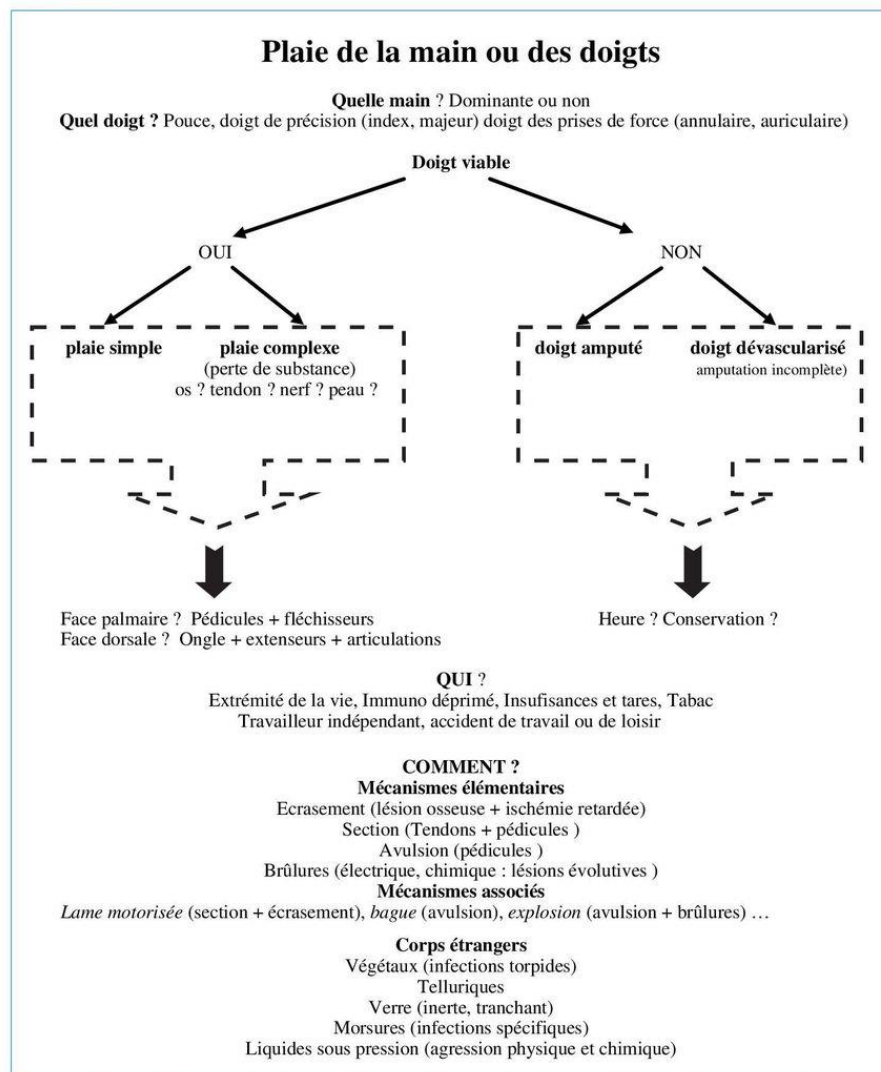 Plaie de la main ou des doigts
Quelle main ? Dominante ou non
Quel doigt ? Pouce, doigt de précision (index, majeur) doigt des prises de force (annulaire, auriculaire)
Doigt viable
OUI
NON
plaie simple
plaie complexe
(perte de substance)
os ? tendon ? nerf ? peau ?
doigt amputé
doigt dévascularisé
amputation incomplète)
Face palmaire ? Pédicules + fléchisseurs
Face dorsale ? Ongle + extenseurs + articulations
Heure ? Conservation ?
QUI ?
Extrémité de la vie, Immuno déprimé, Insufisances et tares, Tabac
Travailleur indépendant, accident de travail ou de loisir
COMMENT ?
Mécanismes élémentaires
Ecrasement (lésion osseuse + ischémie retardée)
Section (Tendons + pédicules )
Avulsion (pédicules )
Brûlures (électrique, chimique : lésions évolutives )
Mécanismes associés
Lame motorisée (section + écrasement), bague (avulsion), explosion (avulsion + brûlures) …
Corps étrangers
Végétaux (infections torpides)
Telluriques
Verre (inerte, tranchant)
Morsures (infections spécifiques)
Liquides sous pression (agression physique et chimique)